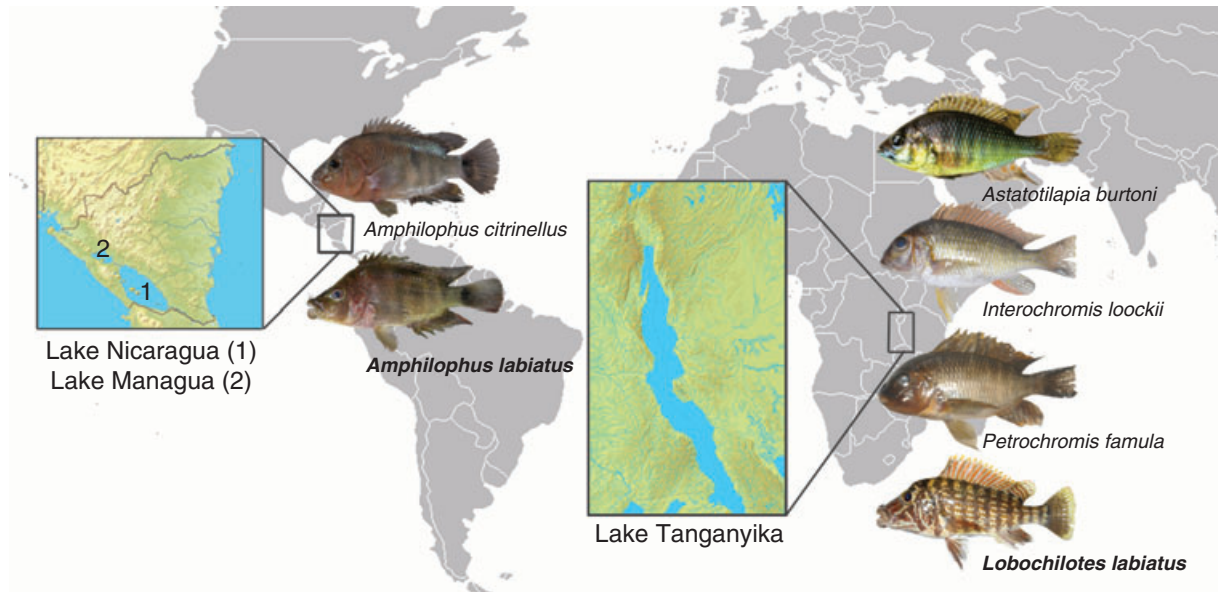 2
1
Lake Nicaragua (1)
Lake Managua (2)
Amphilophus citrinellus
Amphilophus labiatus
Lake Tanganyika
Astatotilapia burtoni
Interochromis loockii
Petrochromis famula
Lobochilotes labiatus